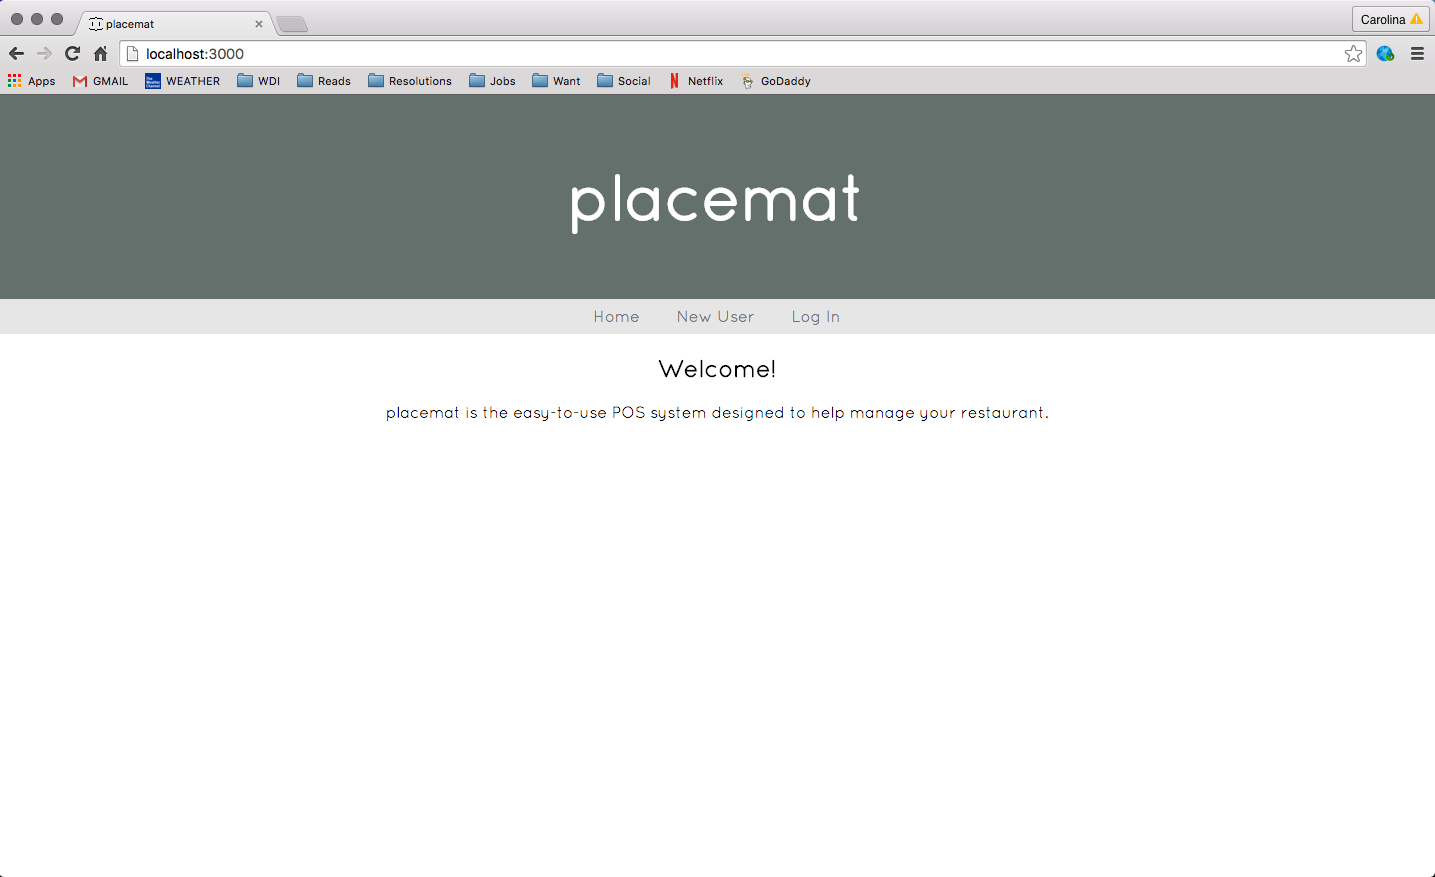 placemat
Carolina
localhost:3000
Apps GMAIL WEATHER WDI Reads Resolutions Jobs Want Social Netflix GoDaddy
placemat
Home New User Log In
Welcome!
placemat is the easy-to-use POS system designed to help manage your restaurant.